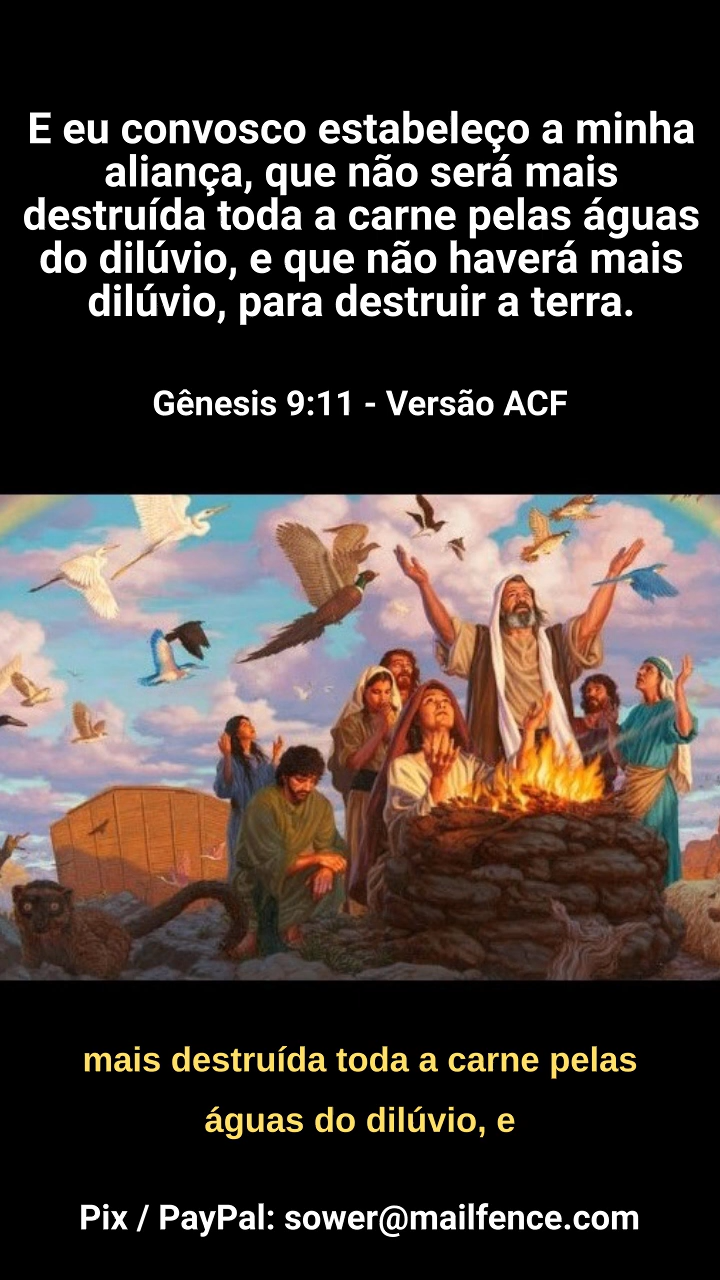 E eu convosco estabeleço a minha
aliança, que não será mais
destruída toda a carne pelas águas
do dilúvio, e que não haverá mais
dilúvio, para destruir a terra.
Gênesis 9:11 - Versão ACF
mais destruída toda a carne pelas
águas do dilúvio, e
Pix / PayPal: sower@mailfence.com